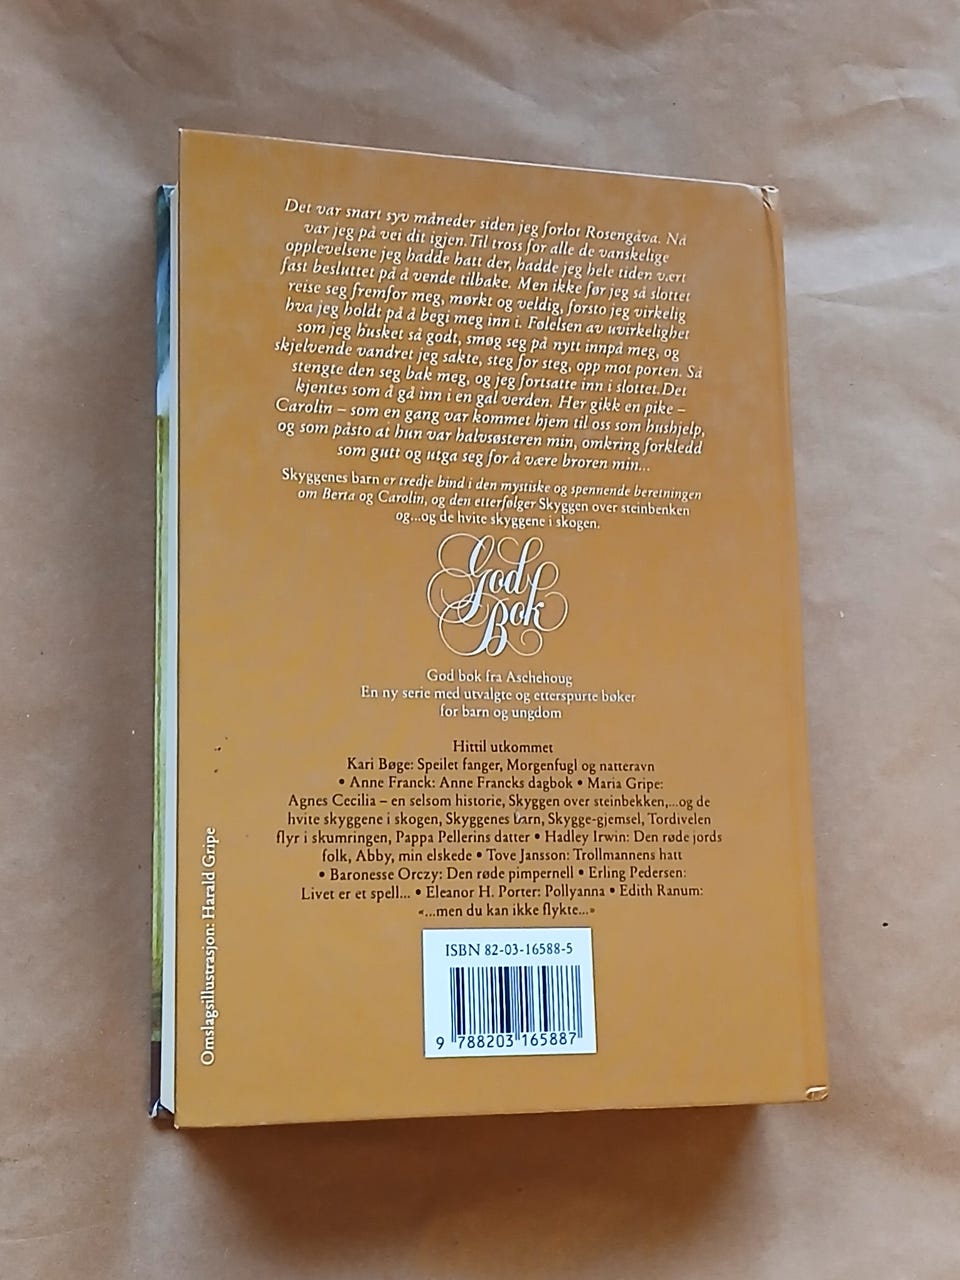 Det var snart syv måneder siden jeg forlot Rosengåva. Nå
var jeg på vei dit igjen. Til tross for alle de vanskelige
opplevelsene jeg hadde hatt der, hadde jeg hele tiden vært
fast besluttet på å vende tilbake. Men ikke før jeg så slottet
reise seg fremfor meg, mørkt og veldig, forsto jeg virkelig
hva jeg holdt på å begi meg inn i. Følelsen av uvirkelighet
som jeg husket så godt, smøg seg på nytt innpå meg, og
skjelvende vandret jeg sakte, steg for steg, opp mot porten. Så
stengte den seg bak meg, og jeg fortsatte inn i slottet. Det
kjentes som å gå inn i en gal verden. Her gikk en pike –
Carolin – som en gang var kommet hjem til oss som hushjelp,
og som påsto at hun var halvsøsteren min, omkring forkledd
som gutt og utga seg for å være broren min...
Skyggenes barn er tredje bind i den mystiske og spennende beretningen
om Berta og Carolin, og den etterfølger Skyggen over steinbenken
og...og de hvite skyggene i skogen.
God
Bok
God bok fra Aschehoug
En ny serie med utvalgte og etterspurte bøker
for barn og ungdom
Hittil utkommet
Kari Bøge: Speilet fanger, Morgenfugl og natteravn
• Anne Franck: Anne Francks dagbok • Maria Gripe:
Agnes Cecilia – en selsom historie, Skyggen over steinbekken,...og de
hvite skyggene i skogen, Skyggenes barn, Skygge-gjemsel, Tordivelen
flyr i skumringen, Pappa Pellerins datter • Hadley Irwin: Den røde jords
folk, Abby, min elskede • Tove Jansson: Trollmannens hatt
• Baronesse Orczy: Den røde pimpernell • Erling Pedersen:
Livet er et spell... • Eleanor H. Porter: Pollyanna • Edith Ranum:
«...men du kan ikke flykte...»
Omslagsillustrasjon: Harald Gripe
ISBN 82-03-16588-5
9 788203 165887